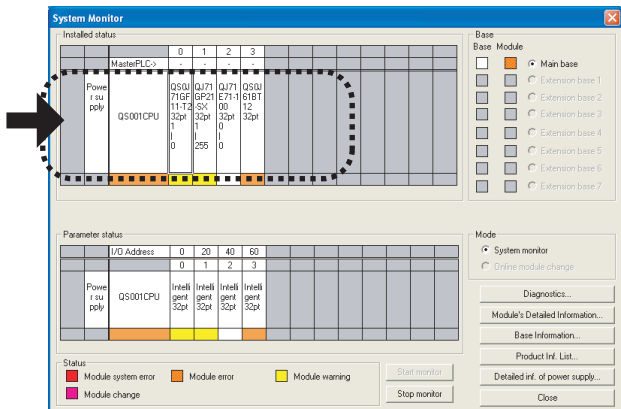 System Monitor
Installed status
0 1 2 3
MasterPLC-> - - - -
Powe
r su
pply
QS001CPU
QS0J
71GF
11-T2
32pt
1
|
0
QJ71
GP21
-SX
32pt
1
|
255
QJ71
E71-1
00
32pt
0
|
0
QS0J
61BT
12
32pt
Base
Base Module
Main base
Extension base 1
Extension base 2
Extension base 3
Extension base 4
Extension base 5
Extension base 6
Extension base 7
Parameter status
I/O Address 0 20 40 60
0 1 2 3
Powe
r su
pply
QS001CPU
Intelli
gent
32pt
Intelli
gent
32pt
Intelli
gent
32pt
Intelli
gent
32pt
Mode
System monitor
Online module change
Diagnostics...
Module's Detailed Information...
Base Information...
Product Inf. List...
Detailed inf. of power supply...
Close
Status
Module system error
Module error
Module warning
Module change
Start monitor
Stop monitor